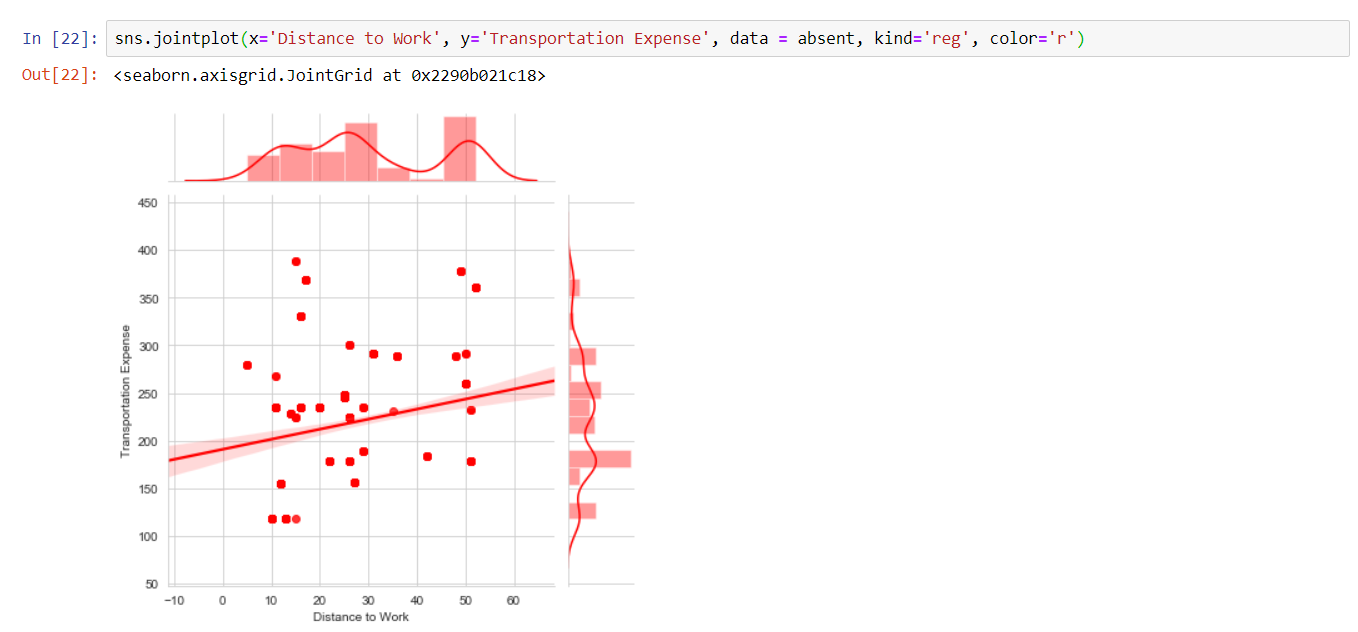 In [22]: sns.jointplot(x='Distance to Work', y='Transportation Expense', data = absent, kind='reg', color='r')
Out[22]: <seaborn.axisgrid.JointGrid at 0x2290b021c18>
450
400
350
300
250
200
150
100
50
Transportation Expense
−10 0 10 20 30 40 50 60
Distance to Work